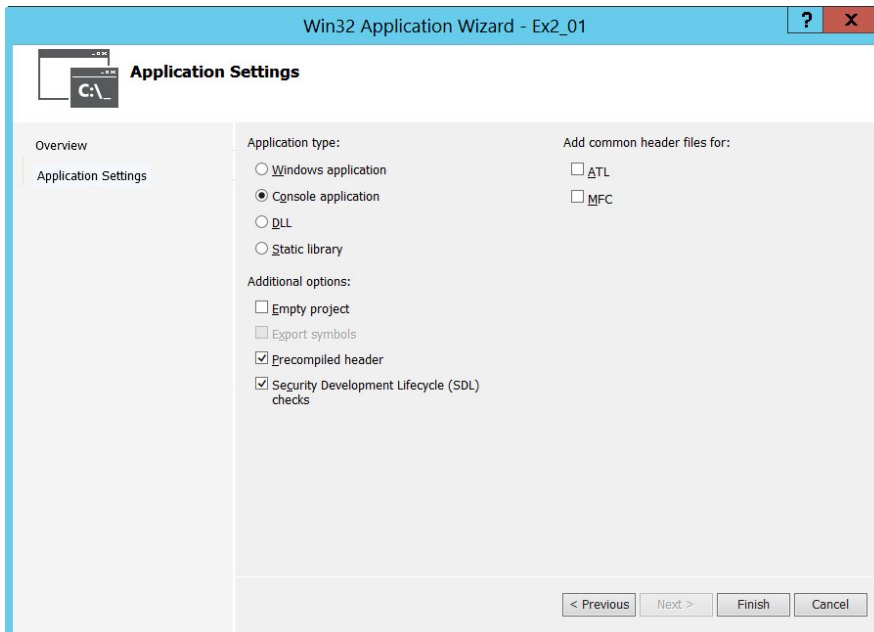 Win32 Application Wizard - Ex2_01
?
X
C:\_
Application Settings
Overview
Application Settings
Application type:
Windows application
Console application
DLL
Static library
Additional options:
Empty project
Export symbols
Precompiled header
Security Development Lifecycle (SDL)
checks
Add common header files for:
ATL
MFC
< Previous
Next >
Finish
Cancel